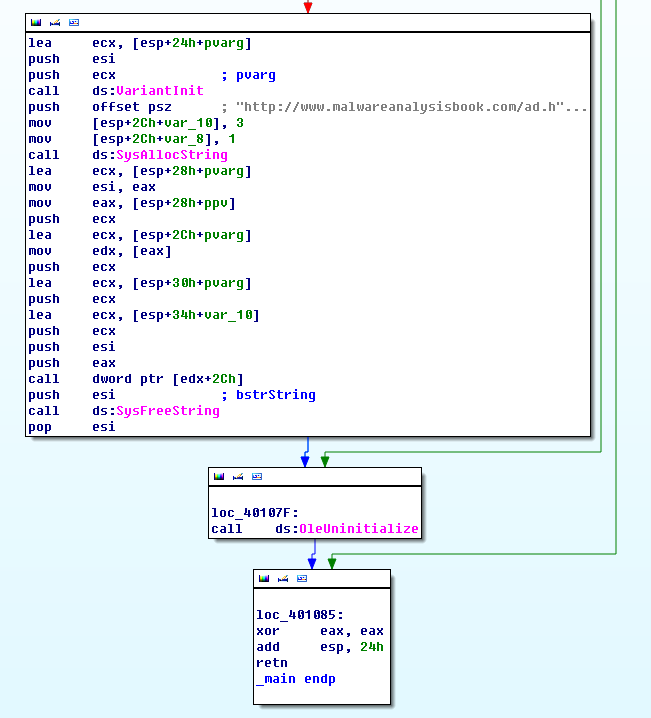 lea     ecx, [esp+24h+pvarg]
push    esi
push    ecx             ; pvarg
call    ds:VariantInit
push    offset psz      ; "http://www.malwareanalysisbook.com/ad.h"...
mov     [esp+2Ch+var_10], 3
mov     [esp+2Ch+var_8], 1
call    ds:SysAllocString
lea     ecx, [esp+28h+pvarg]
mov     esi, eax
mov     eax, [esp+28h+ppv]
push    ecx
lea     ecx, [esp+2Ch+pvarg]
mov     edx, [eax]
push    ecx
lea     ecx, [esp+30h+pvarg]
push    ecx
lea     ecx, [esp+34h+var_10]
push    ecx
push    esi
push    eax
call    dword ptr [edx+2Ch]
push    esi             ; bstrString
call    ds:SysFreeString
pop     esi
loc_40107F:
call    ds:OleUninitialize
loc_401085:
xor     eax, eax
add     esp, 24h
retn
_main endp